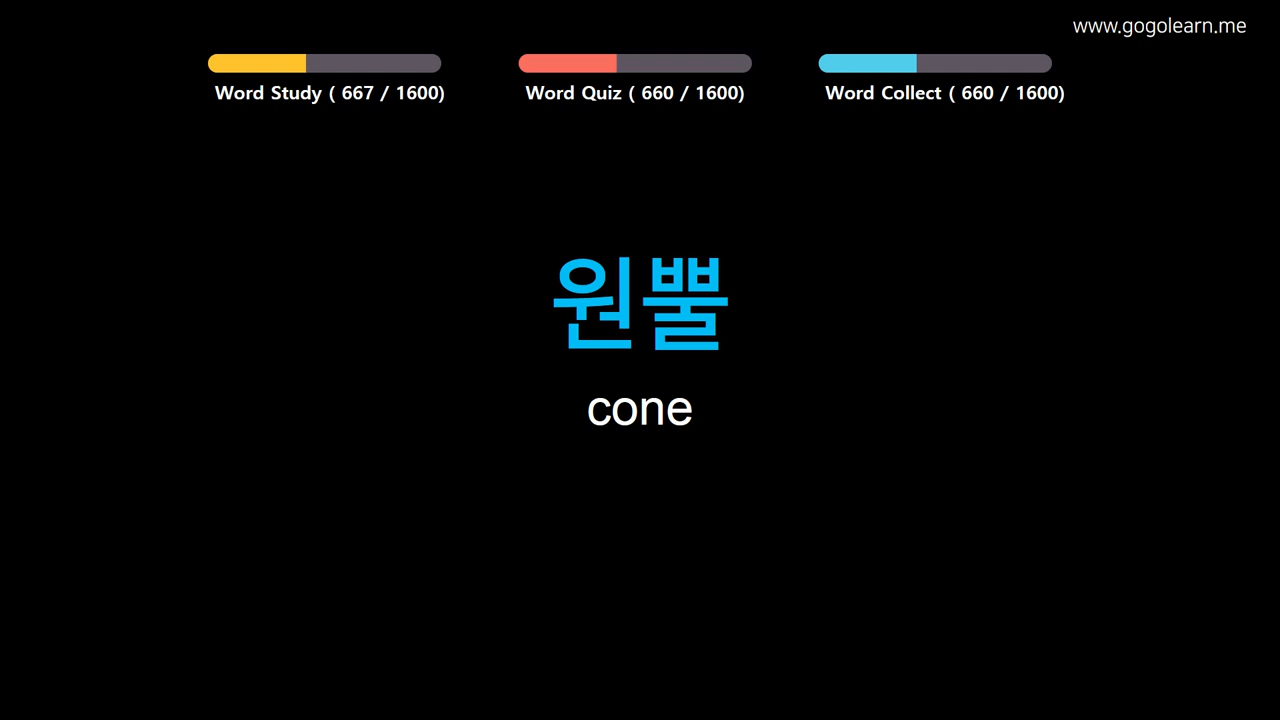 www.gogolearn.me
Word Study ( 667 / 1600)
Word Quiz ( 660 / 1600)
Word Collect ( 660 / 1600)
원뿔
cone